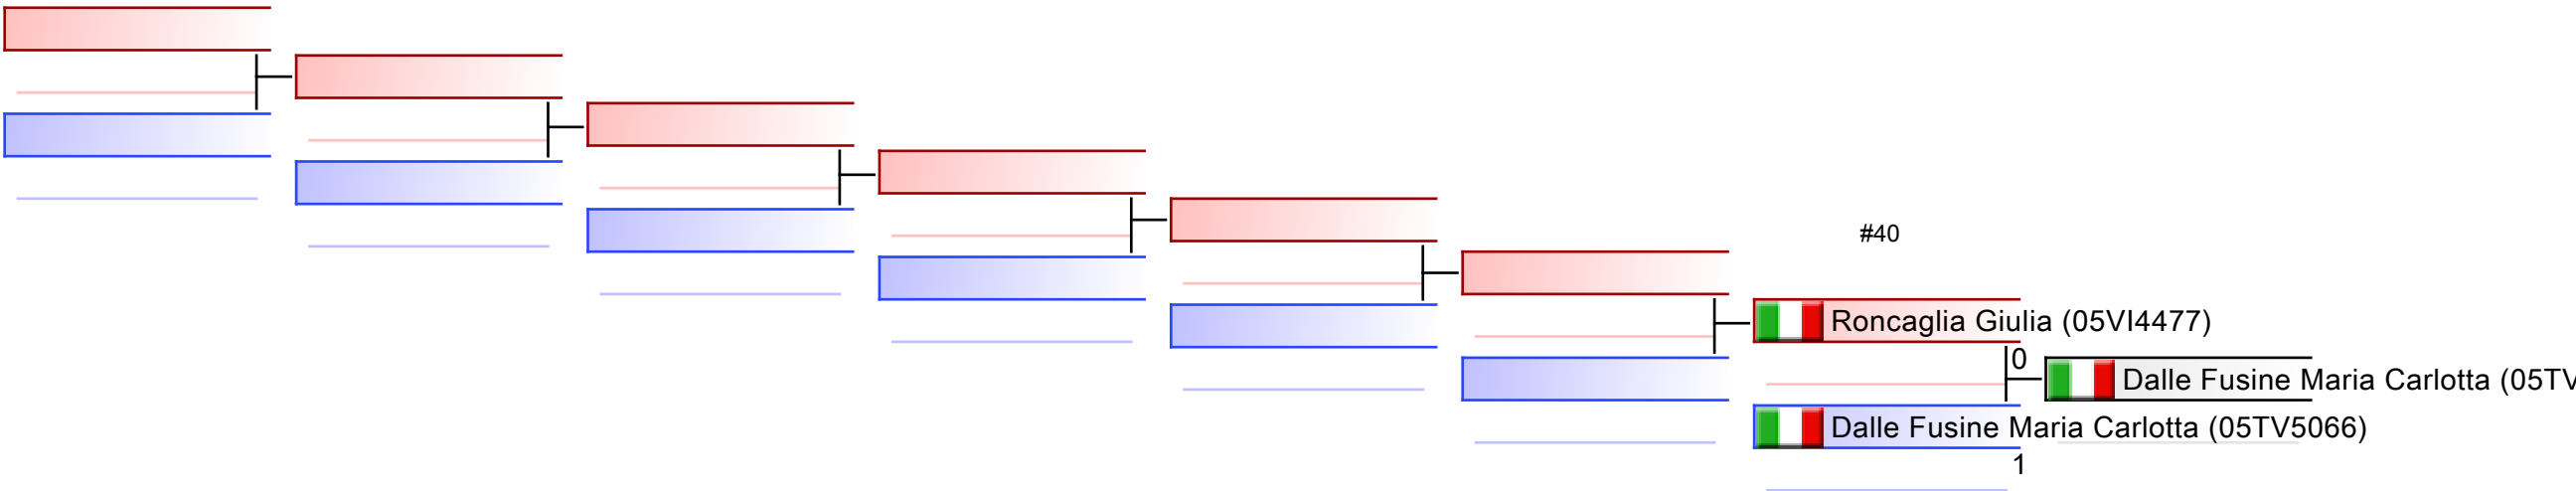 #40
Roncaglia Giulia (05VI4477)
0
Dalle Fusine Maria Carlotta (05TV
Dalle Fusine Maria Carlotta (05TV5066)
1